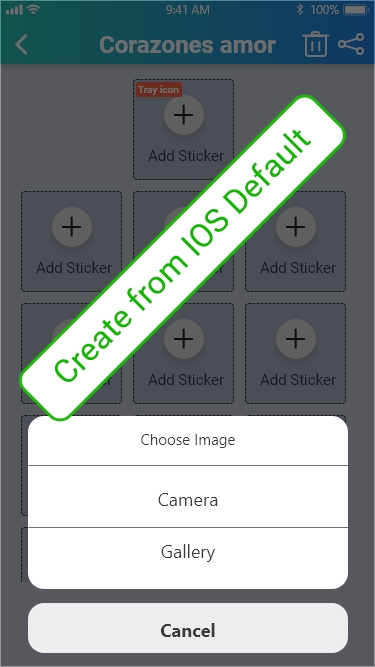 9:41 AM
100%
Corazones amor
Tray icon
Add Sticker
Add Sticker
Add Sticker
Add Sticker
Add Sticker
Add Sticker
Create from IOS Default
Choose Image
Camera
Gallery
Cancel